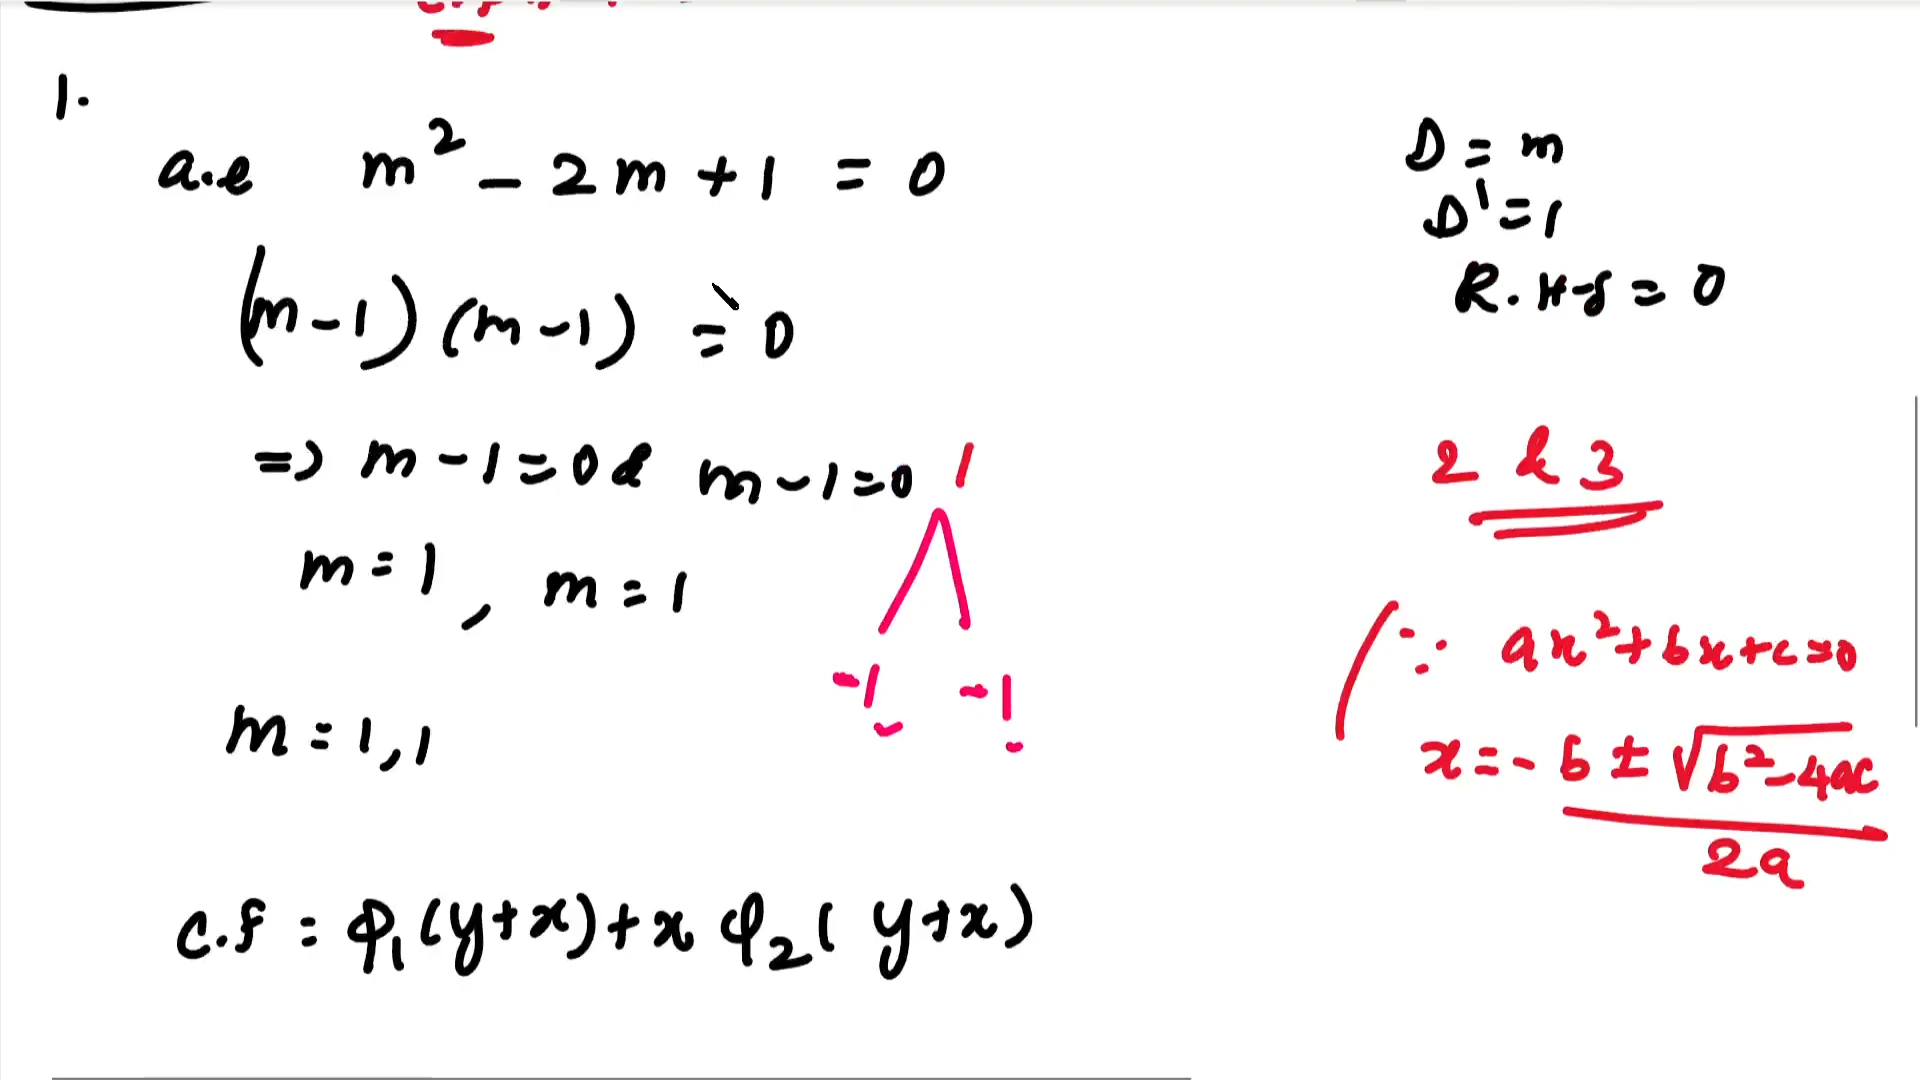 1.
a.e m² - 2m + 1 = 0
(m-1) (m-1) = 0
=> m-1=0 & m-1=0
m=1, m=1
m=1,1
C.f = φ₁(y+x)+x φ₂(y+x)
1
-1 -1
D = m
D' = 1
R.H.S = 0
2 & 3
(∵ ax²+bx+c=0
x = -b ± √b²-4ac
2a